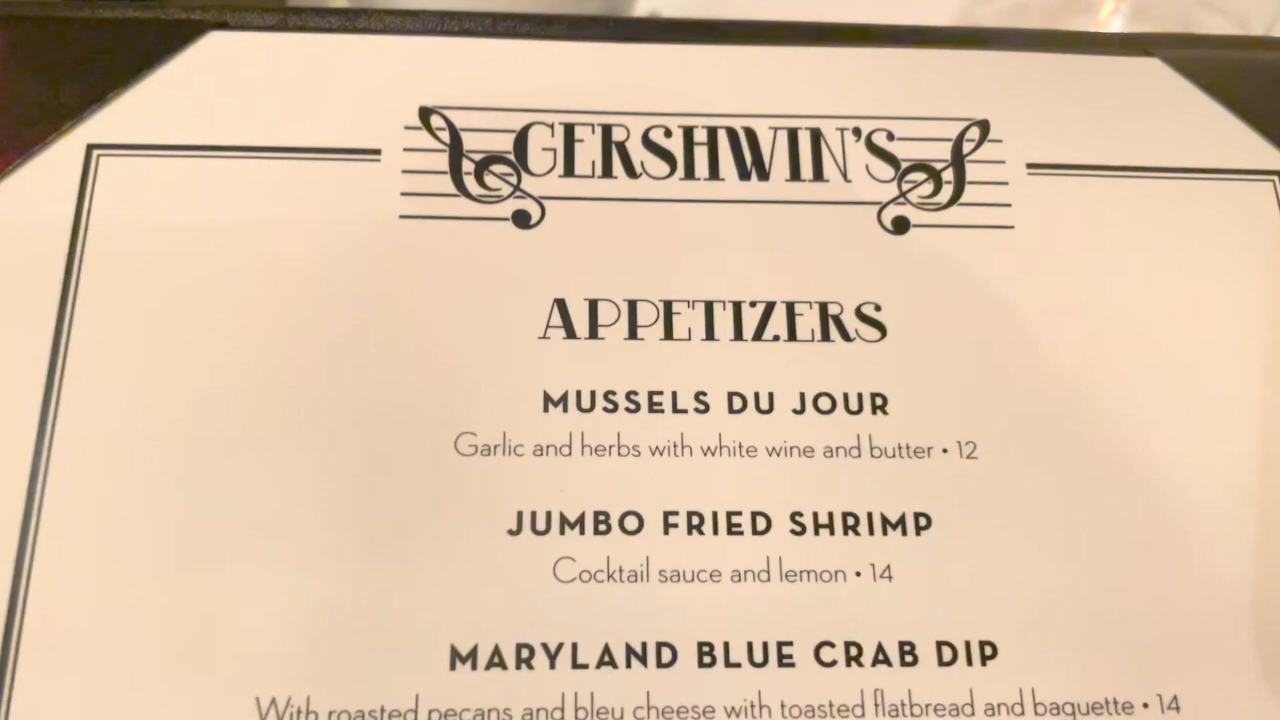 GERSHWIN'S
APPETIZERS
MUSSELS DU JOUR
Garlic and herbs with white wine and butter • 12
JUMBO FRIED SHRIMP
Cocktail sauce and lemon • 14
MARYLAND BLUE CRAB DIP
With roasted pecans and bleu cheese with toasted flatbread and baquette • 14